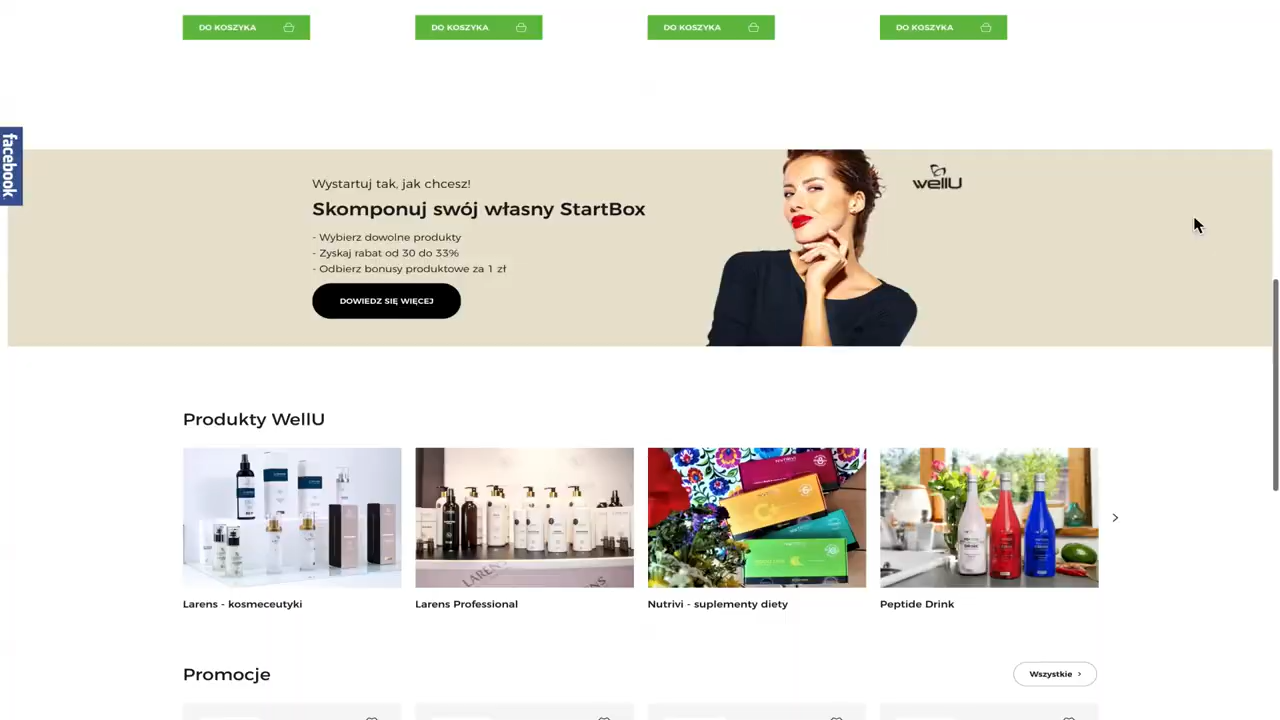 DO KOSZYKA DO KOSZYKA DO KOSZYKA DO KOSZYKA
facebook
Wystartuj tak, jak chcesz!
Skomponuj swój własny StartBox
- Wybierz dowolne produkty
- Zyskaj rabat od 30 do 33%
- Odbierz bonusy produktowe za 1 zł
DOWIEDZ SIĘ WIĘCEJ
wellU
Produkty WellU
LARENS
Larens - kosmeceutyki
Larens Professional
Nutrivi - suplementy diety
Peptide Drink
Promocje
Wszystkie >